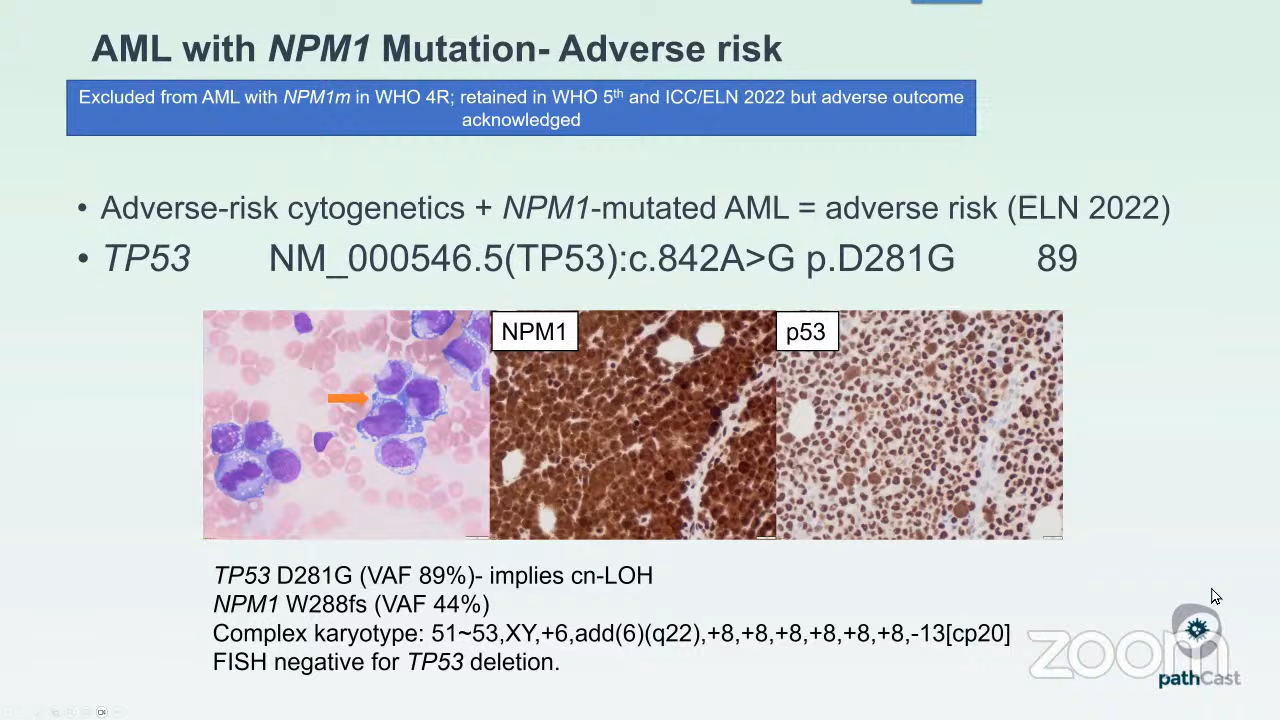 AML with NPM1 Mutation- Adverse risk
Excluded from AML with NPM1m in WHO 4R; retained in WHO 5th and ICC/ELN 2022 but adverse outcome
acknowledged
• Adverse-risk cytogenetics + NPM1-mutated AML = adverse risk (ELN 2022)
• TP53 NM_000546.5(TP53):c.842A>G p.D281G 89
NPM1
p53
TP53 D281G (VAF 89%)- implies cn-LOH
NPM1 W288fs (VAF 44%)
Complex karyotype: 51~53,XY,+6,add(6)(q22),+8,+8,+8,+8,+8,+8,-13[cp20]
FISH negative for TP53 deletion.
zoom
pathCast